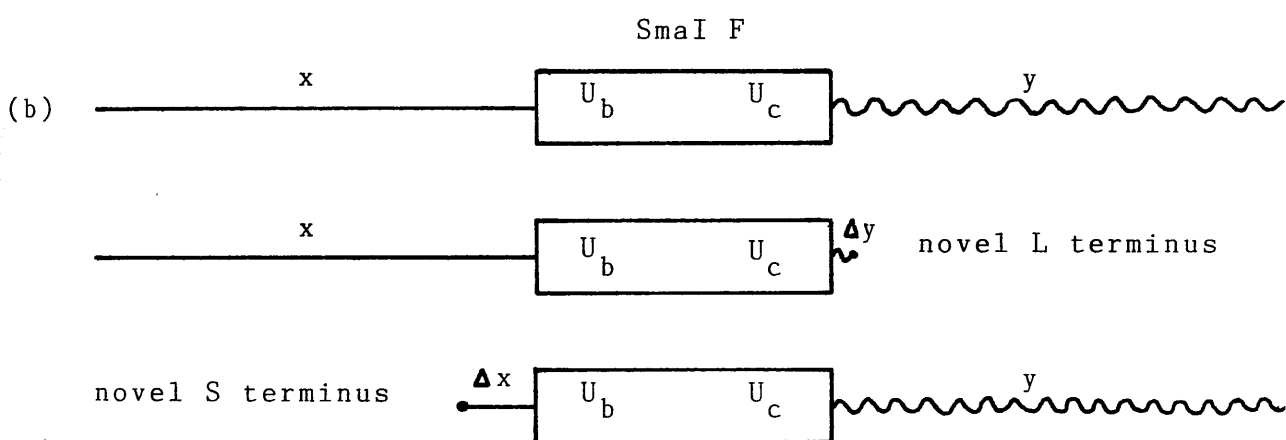 SmaI F
(b) x U_b U_c y
x U_b U_c Δy novel L terminus
novel S terminus Δx U_b U_c y